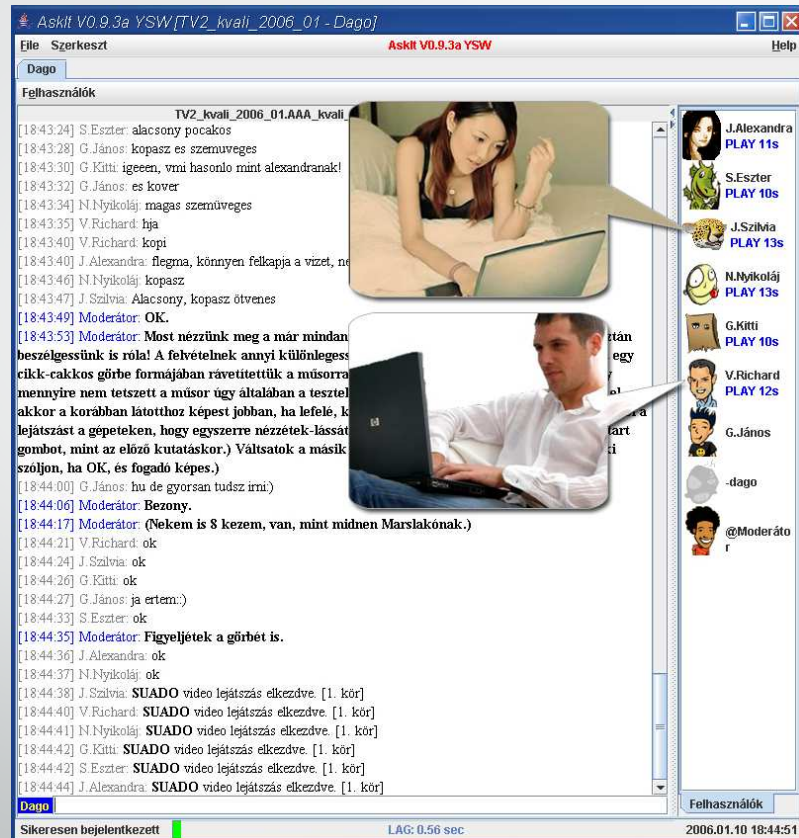 AskIt V0.9.3a YSW [TV2_kvali_2006_01 - Dago]
File Szerkeszt AskIt V0.9.3a YSW Help
Dago
Felhasználók
TV2_kvali_2006_01.AAA_kvali_
[18:43:24] S.Eszter: alacsony pocakos
[18:43:28] G.János: kopasz es szemuveges
[18:43:30] G.Kitti: igeeen, vmi hasonlo mint alexandranak!
[18:43:32] G.János: es kover
[18:43:34] N.Nyikoláj: magas szemüveges
[18:43:35] V.Richard: hja
[18:43:40] V.Richard: kopi
[18:43:40] J.Alexandra: flegma, könnyen felkapja a vizet, ne
[18:43:46] N.Nyikoláj: kopasz
[18:43:47] J.Szilvia: Alacsony, kopasz ötvenes
[18:43:49] Moderátor: OK.
[18:43:53] Moderátor: Most nézzünk meg a már mindan ztán
beszélgessünk is róla! A felvételnek annyi különlegess egy
cikk-cakkos görbe formájában rávetítettük a műsorra
mennyire nem tetszett a műsor úgy általában a tesztel el
akkor a korábban látotthoz képest jobban, ha lefelé, k a
lejátszást a gépeteken, hogy egyszerre nézzétek-lássát tart
gombot, mint az előző kutatáskor.) Váltsatok a másik ki
szóljon, ha OK, és fogadó képes.)
[18:44:00] G.János: hu de gyorsan tudsz irni:)
[18:44:06] Moderátor: Bezony.
[18:44:17] Moderátor: (Nekem is 8 kezem, van, mint midnen Marslakónak.)
[18:44:21] V.Richard: ok
[18:44:24] J.Szilvia: ok
[18:44:26] G.Kitti: ok
[18:44:27] G.János: ja ertem::)
[18:44:33] S.Eszter: ok
[18:44:35] Moderátor: Figyeljétek a görbét is.
[18:44:36] J.Alexandra: ok
[18:44:37] N.Nyikoláj: ok
[18:44:38] J.Szilvia: SUADO video lejátszás elkezdve. [1. kör]
[18:44:40] V.Richard: SUADO video lejátszás elkezdve. [1. kör]
[18:44:41] N.Nyikoláj: SUADO video lejátszás elkezdve. [1. kör]
[18:44:42] G.Kitti: SUADO video lejátszás elkezdve. [1. kör]
[18:44:42] S.Eszter: SUADO video lejátszás elkezdve. [1. kör]
[18:44:44] J.Alexandra: SUADO video lejátszás elkezdve. [1. kör]
Dago
J.Alexandra
PLAY 11s
S.Eszter
PLAY 10s
J.Szilvia
PLAY 13s
N.Nyikoláj
PLAY 13s
G.Kitti
PLAY 10s
V.Richard
PLAY 12s
G.János
-dago
@Moderáto
r
Felhasználók
Sikeresen bejelentkezett LAG: 0.56 sec 2006.01.10 18:44:51